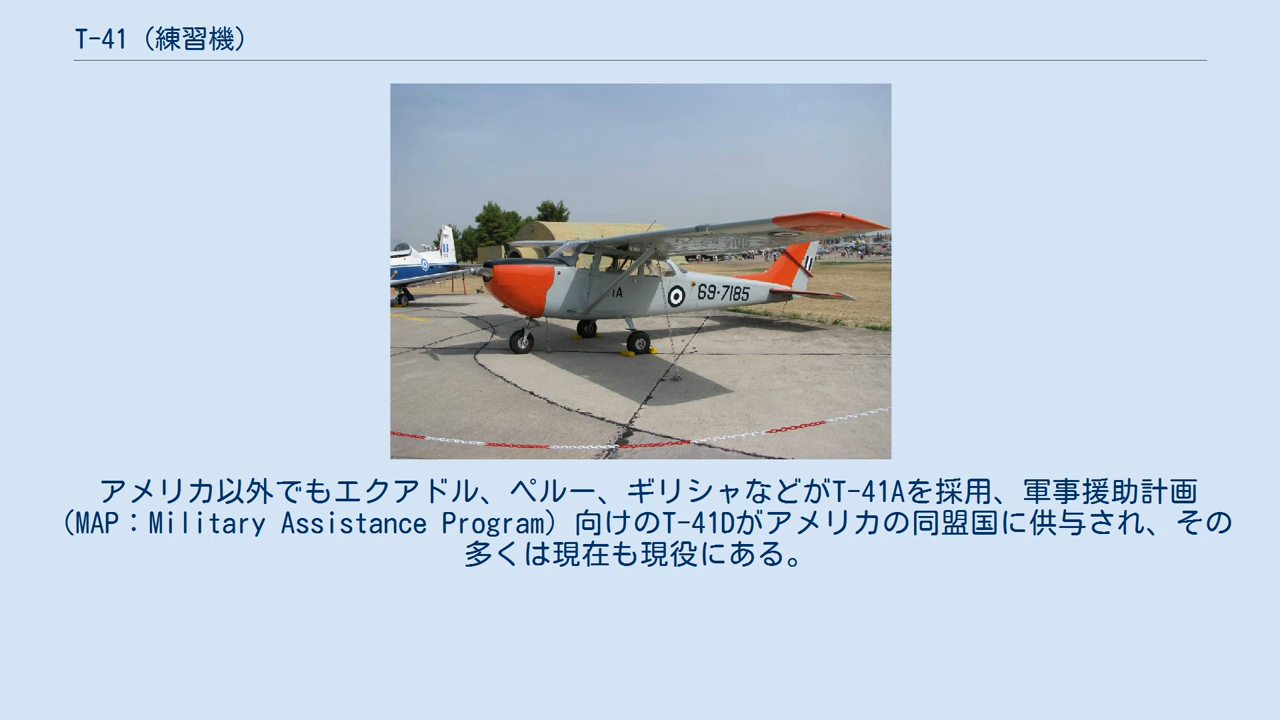 T-41（練習機）
69-7185
アメリカ以外でもエクアドル、ペルー、ギリシャなどがT-41Aを採用、軍事援助計画
（MAP：Military Assistance Program）向けのT-41Dがアメリカの同盟国に供与され、その
多くは現在も現役にある。